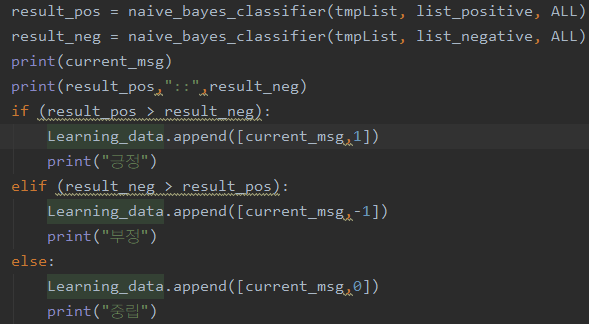 result_pos = naive_bayes_classifier(tmpList, list_positive, ALL)
result_neg = naive_bayes_classifier(tmpList, list_negative, ALL)
print(current_msg)
print(result_pos,"::",result_neg)
if (result_pos > result_neg):
    Learning_data.append([current_msg,1])
    print("긍정")
elif (result_neg > result_pos):
    Learning_data.append([current_msg,-1])
    print("부정")
else:
    Learning_data.append([current_msg,0])
    print("중립")